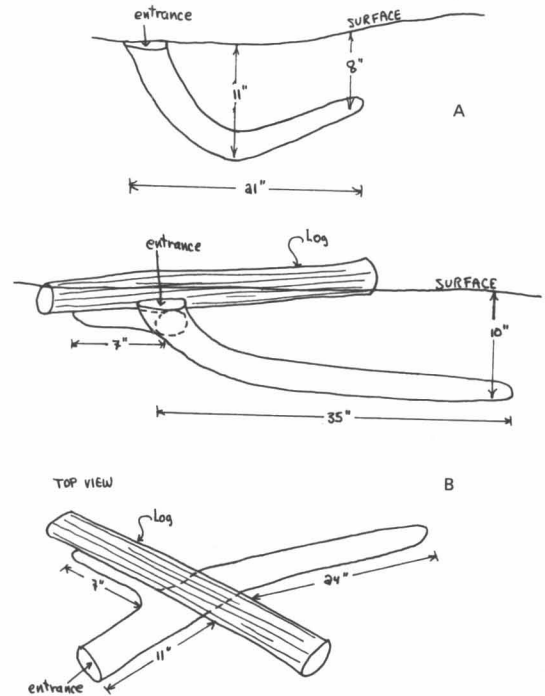 entrance
SURFACE
11"
8"
A
21"
entrance
Log
SURFACE
7"
10"
35"
TOP VIEW
B
Log
7"
24"
11"
entrance